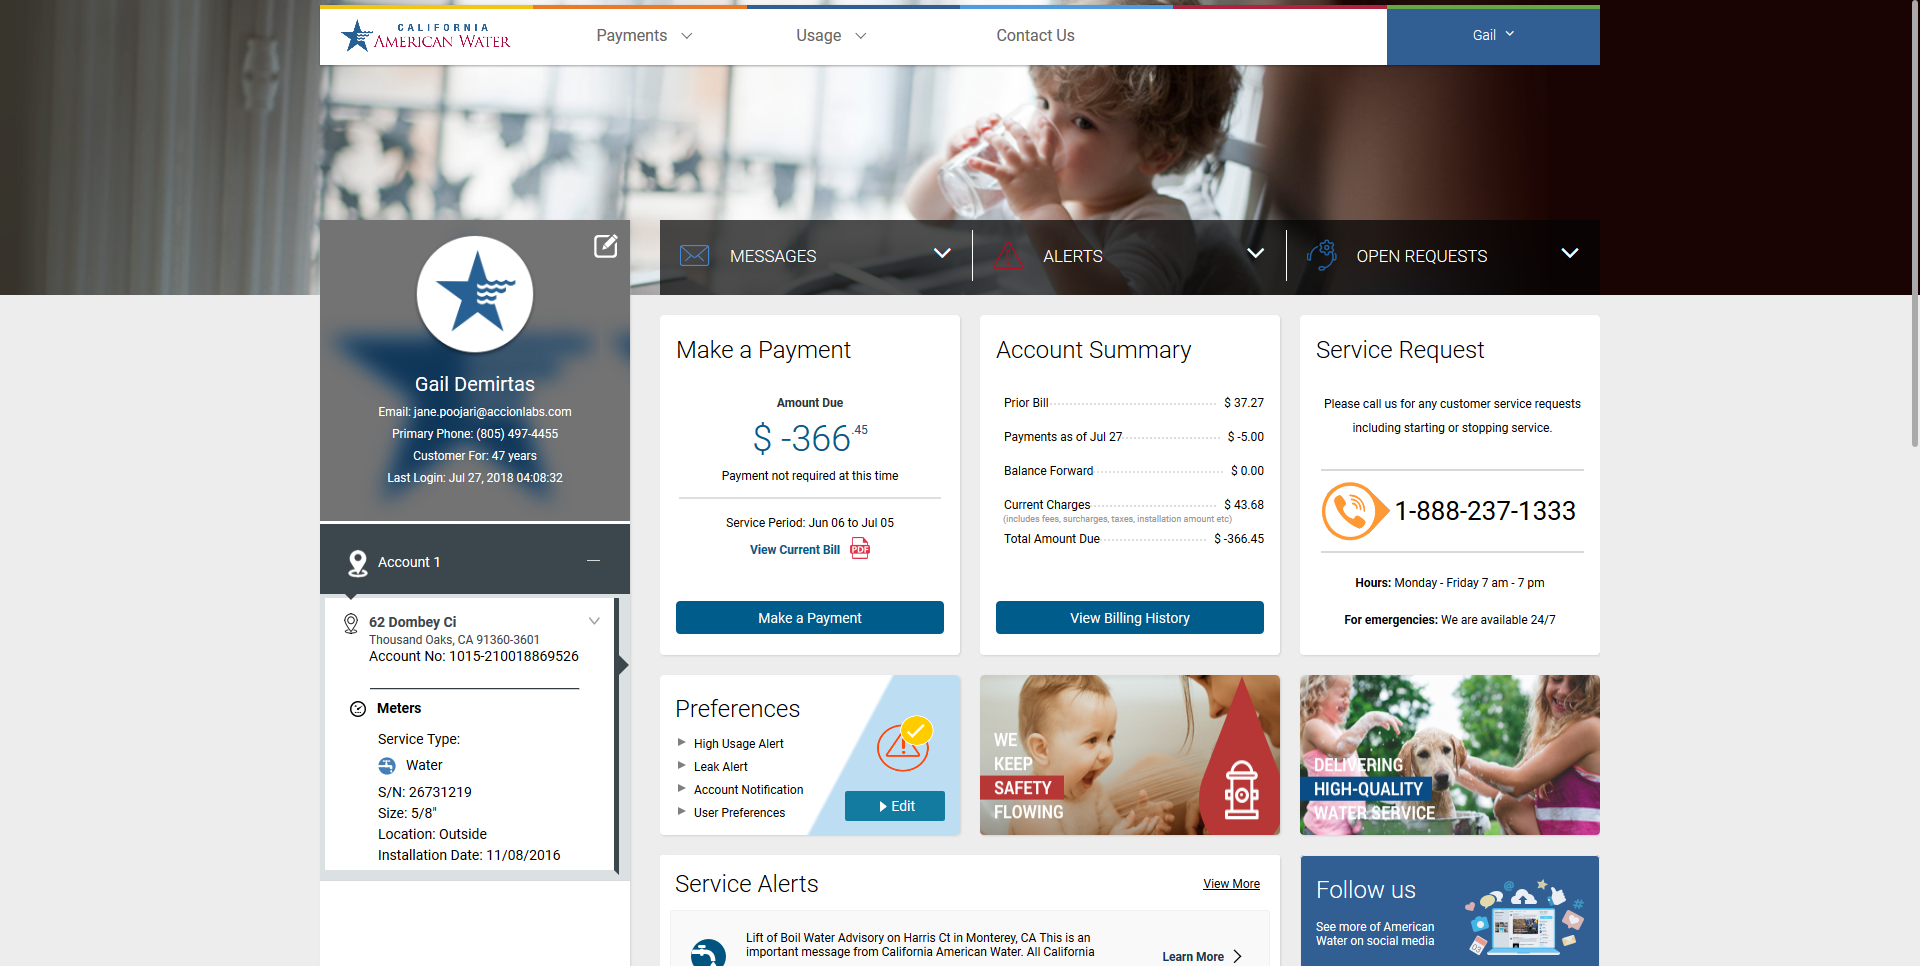 CALIFORNIA
AMERICAN WATER
Payments
Usage
Contact Us
Gail
MESSAGES
ALERTS
OPEN REQUESTS
Gail Demirtas
Email: jane.poojari@accionlabs.com
Primary Phone: (805) 497-4455
Customer For: 47 years
Last Login: Jul 27, 2018 04:08:32
Account 1
62 Dombey Ci
Thousand Oaks, CA 91360-3601
Account No: 1015-210018869526
Meters
Service Type:
Water
S/N: 26731219
Size: 5/8"
Location: Outside
Installation Date: 11/08/2016
Make a Payment
Amount Due
$ -366.45
Payment not required at this time
Service Period: Jun 06 to Jul 05
View Current Bill PDF
Make a Payment
Account Summary
Prior Bill $ 37.27
Payments as of Jul 27 $ -5.00
Balance Forward $ 0.00
Current Charges $ 43.68
(includes fees, surcharges, taxes, installation amount etc)
Total Amount Due $ -366.45
View Billing History
Service Request
Please call us for any customer service requests
including starting or stopping service.
1-888-237-1333
Hours: Monday - Friday 7 am - 7 pm
For emergencies: We are available 24/7
Preferences
High Usage Alert
Leak Alert
Account Notification
User Preferences
Edit
WE
KEEP
SAFETY
FLOWING
DELIVERING
HIGH-QUALITY
WATER SERVICE
Service Alerts
View More
Lift of Boil Water Advisory on Harris Ct in Monterey, CA This is an
important message from California American Water. All California
Learn More
Follow us
See more of American
Water on social media